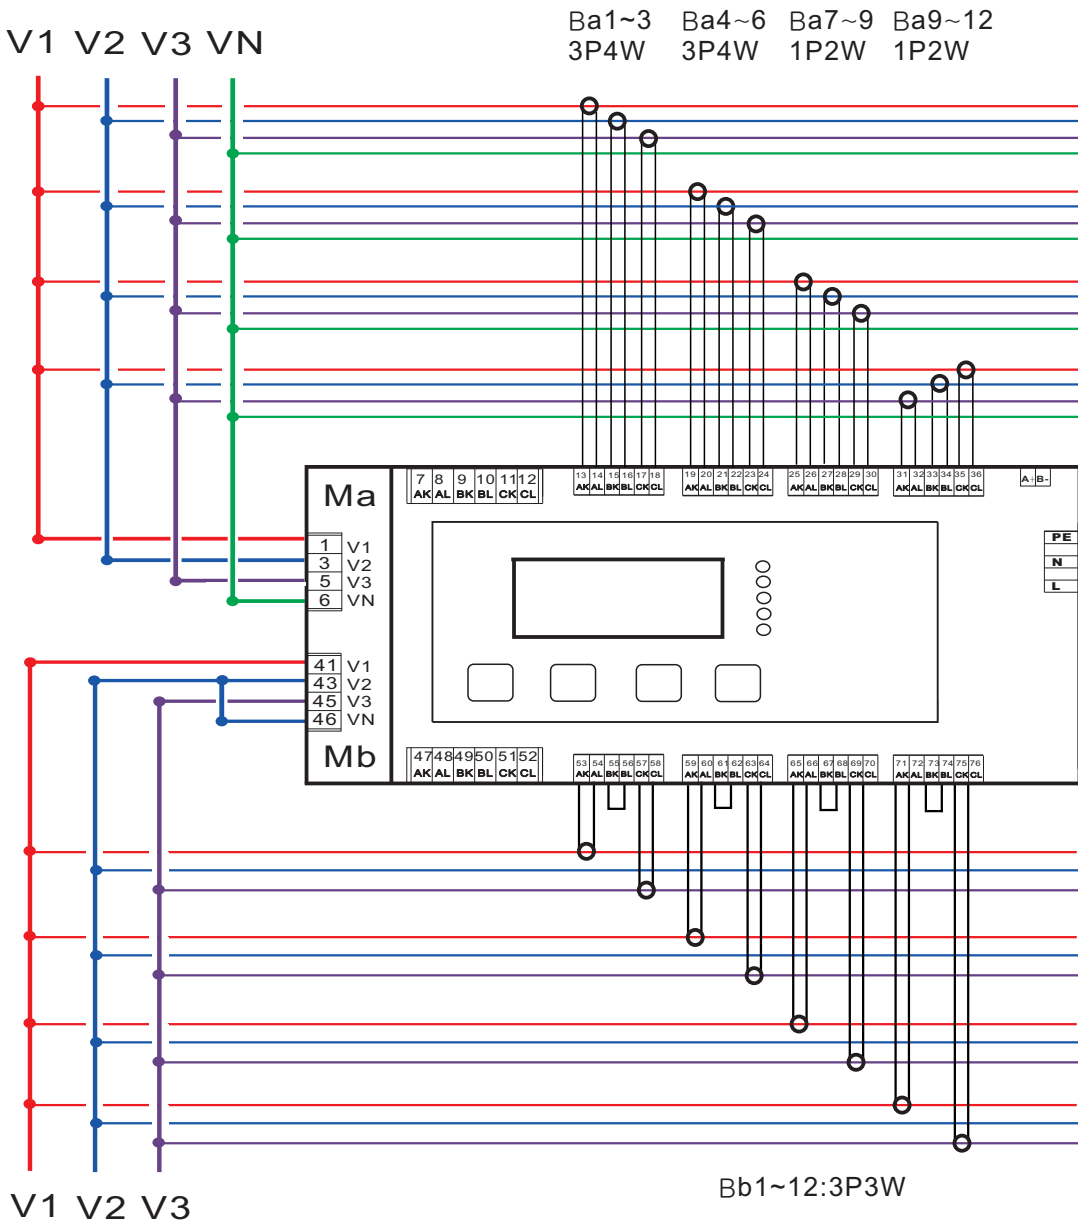 V1 V2 V3 VN
Ba1~3 Ba4~6 Ba7~9 Ba9~12
3P4W 3P4W 1P2W 1P2W
Ma
7 8 9 10 11 12
AK AL BK BL CK CL
13 14 15 16 17 18
AK AL BK BL CK CL
19 20 21 22 23 24
AK AL BK BL CK CL
25 26 27 28 29 30
AK AL BK BL CK CL
31 32 33 34 35 36
AK AL BK BL CK CL
A+ B-
1 V1
3 V2
5 V3
6 VN
PE
N
L
41 V1
43 V2
45 V3
46 VN
Mb
47 48 49 50 51 52
AK AL BK BL CK CL
53 54 55 56 57 58
AK AL BK BL CK CL
59 60 61 62 63 64
AK AL BK BL CK CL
65 66 67 68 69 70
AK AL BK BL CK CL
71 72 73 74 75 76
AK AL BK BL CK CL
Bb1~12:3P3W
V1 V2 V3